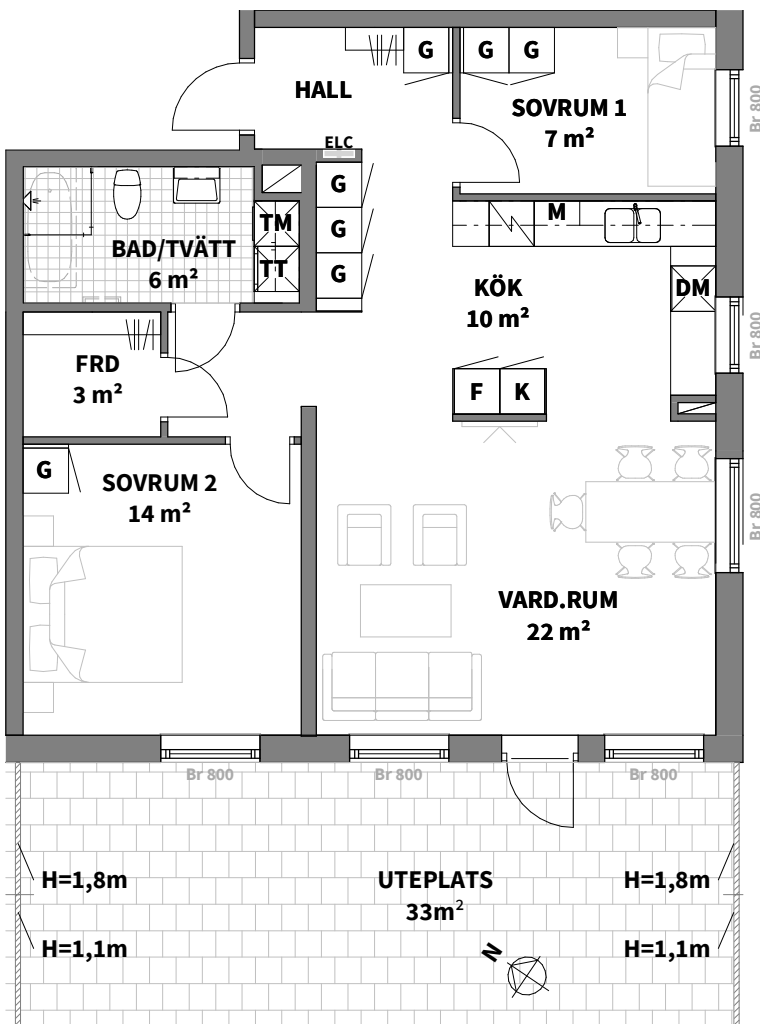 G
G
G
HALL
SOVRUM 1
7 m²
Br 800
ELC
G
G
G
TM
TT
BAD/TVÄTT
6 m²
M
KÖK
10 m²
DM
Br 800
FRD
3 m²
F
K
G
SOVRUM 2
14 m²
Br 800
VARD.RUM
22 m²
Br 800
Br 800
Br 800
H=1,8m
UTEPLATS
33m²
H=1,8m
H=1,1m
H=1,1m
N